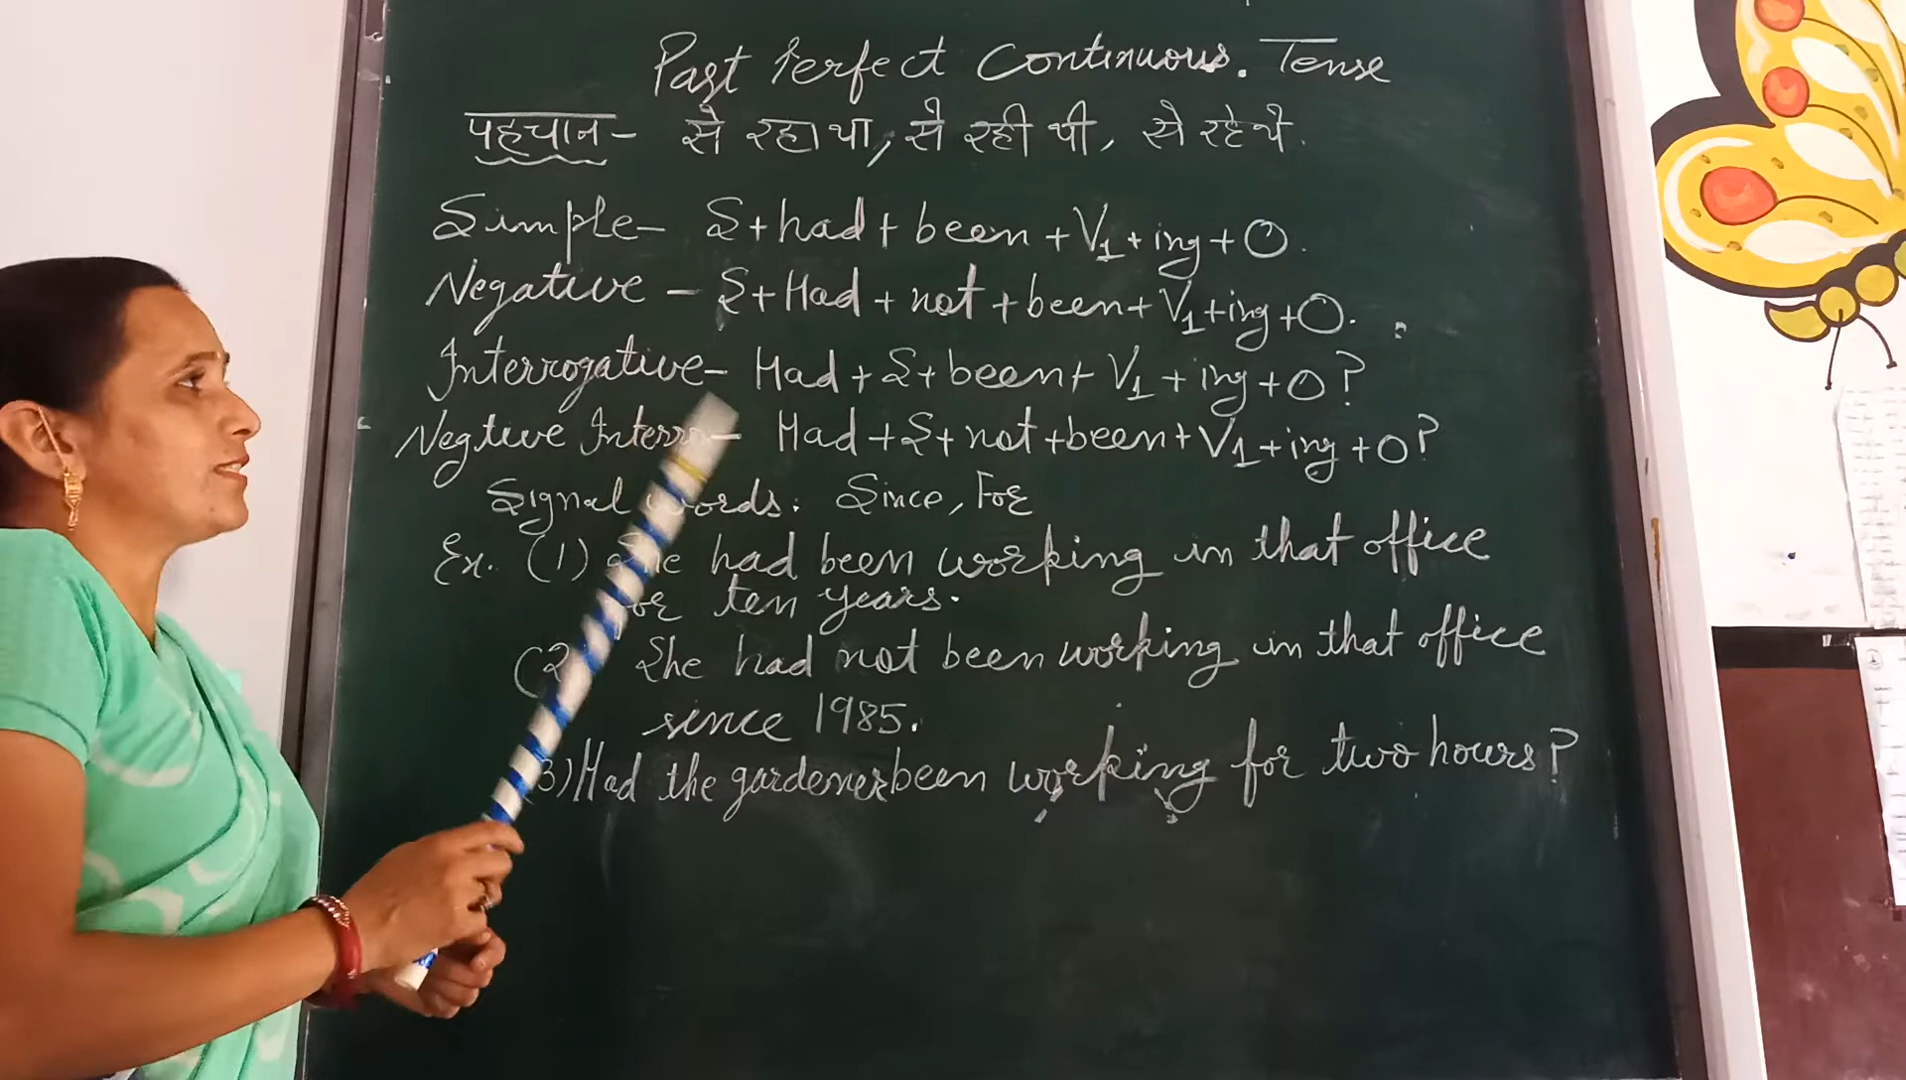 Past Perfect Continuous. Tense
पहचान- से रहा था, से रही थी, से रहे थे.
Simple- S+had+been+V1+ing+O.
Negative - S+Had+not+been+V1+ing+O.
Interrogative- Had+S+been+V1+ing+O?
Negtive Interro- Had+S+not+been+V1+ing+O?
Signal words: Since, For
Ex. (1) She had been working in that office
for ten years.
(2) She had not been working in that office
since 1985.
(3) Had the gardener been working for two hours?